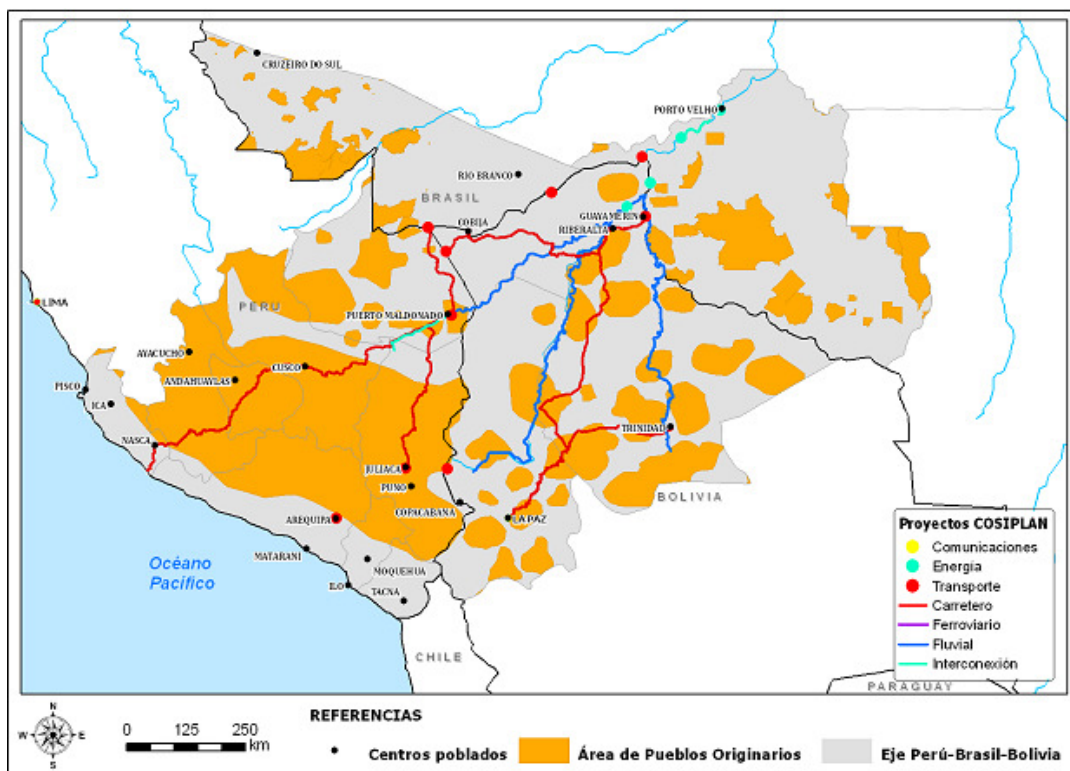 CRUZEIRO DO SUL
PORTO VELHO
RIO BRANCO
BRASIL
COBIJA
GUAYAMERIN
RIBERALTA
LIMA
PERU
PUERTO MALDONADO
AYACUCHO
ANDAHUAYLAS
CUSCO
PISCO
ICA
NASCA
TRINIDAD
JULIACA
PUNO
COPACABANA
LA PAZ
BOLIVIA
AREQUIPA
MATARANI
MOQUEHUA
ILO
TACNA
Océano
Pacífico
CHILE
PARAGUAY
Proyectos COSIPLAN
Comunicaciones
Energía
Transporte
Carretero
Ferroviario
Fluvial
Interconexión
N
W
E
S
0 125 250
km
REFERENCIAS
Centros poblados
Área de Pueblos Originarios
Eje Perú-Brasil-Bolivia